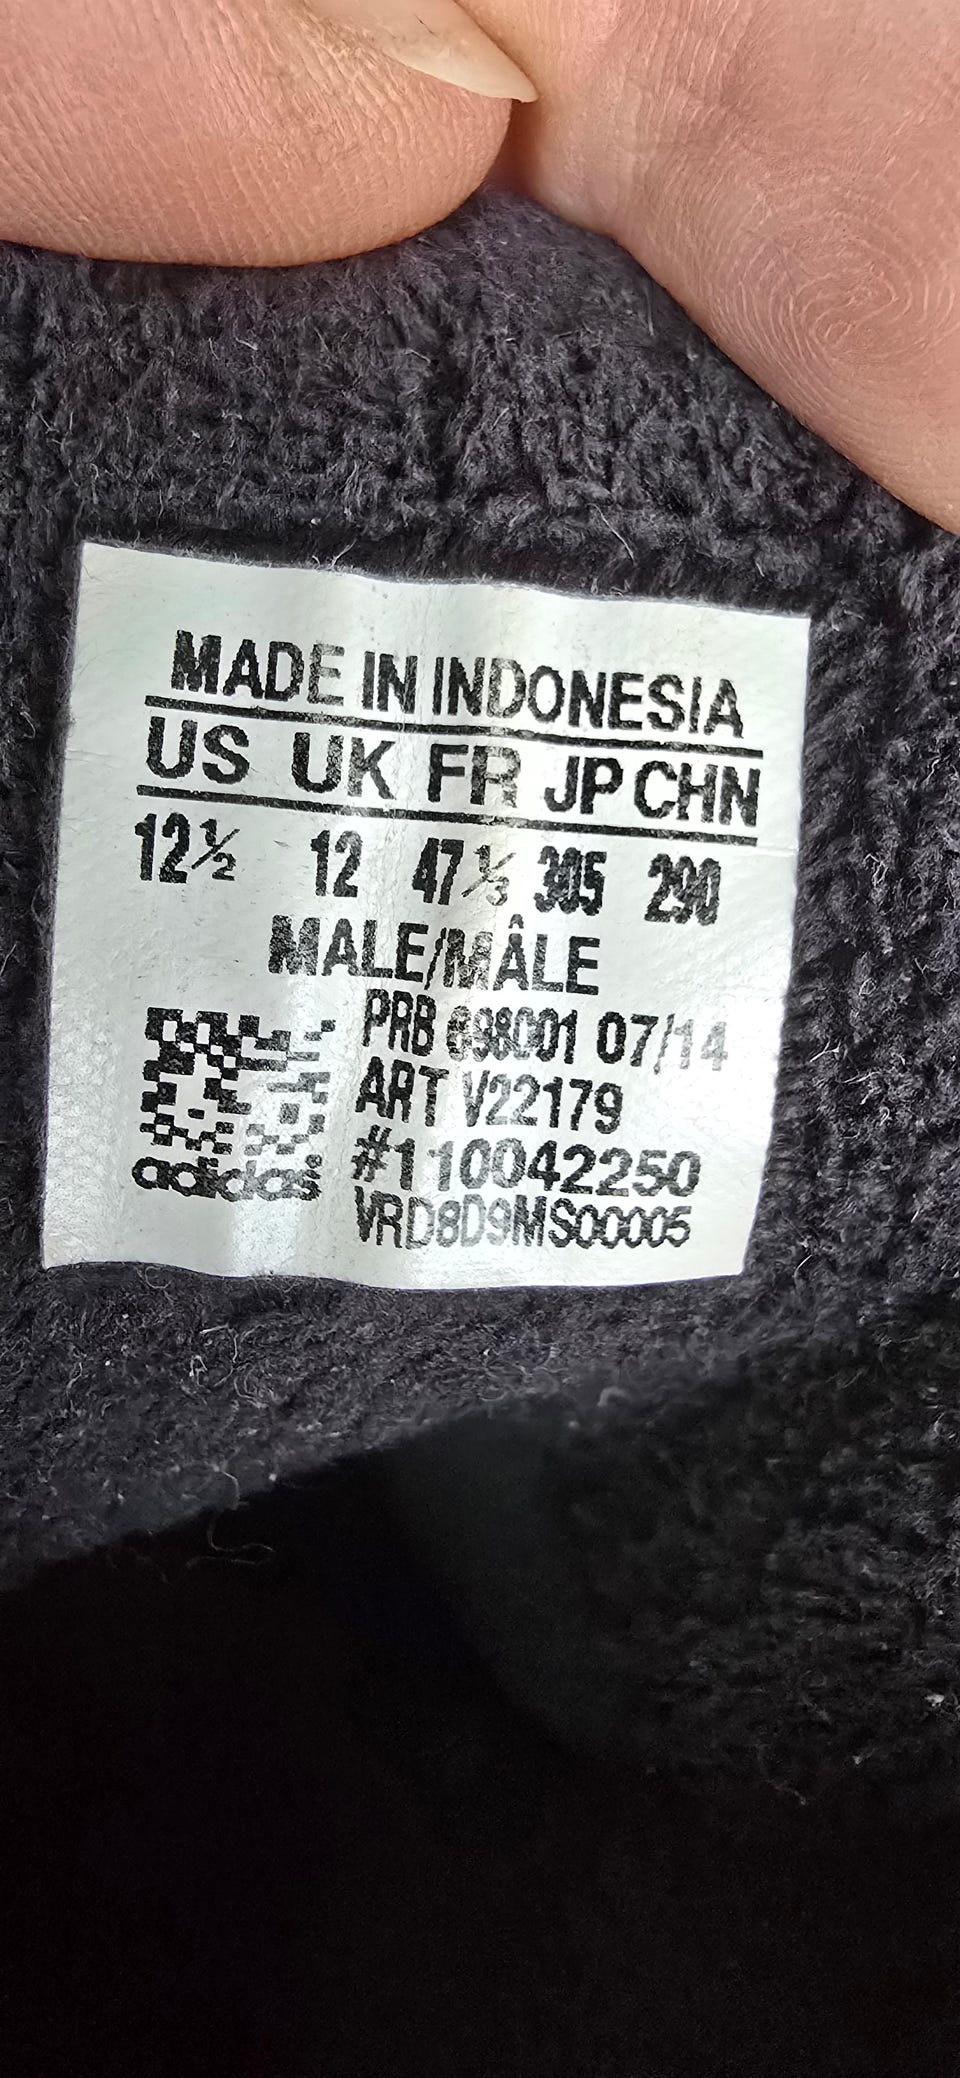 MADE IN INDONESIA
US UK FR JP CHN
12½ 12 47⅓ 305 290
MALE/MÂLE
PRB 698001 07/14
ART V22179
#110042250
VRD8D9MS00005
adidas